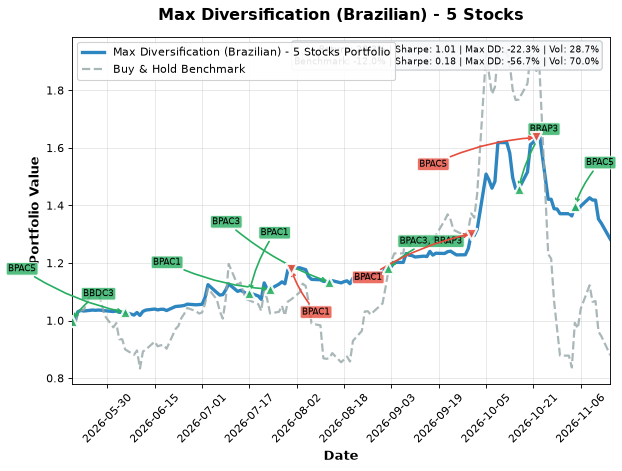 Max Diversification (Brazilian) - 5 Stocks
Max Diversification (Brazilian) - 5 Stocks Portfolio
Buy & Hold Benchmark
Sharpe: 1.01 | Max DD: -22.3% | Vol: 28.7%
Benchmark: -12.0% | Sharpe: 0.18 | Max DD: -56.7% | Vol: 70.0%
Portfolio Value
1.8
1.6
1.4
1.2
1.0
0.8
BRAP3
BPAC5
BPAC5
BPAC3
BPAC1
BPAC3, BRAP3
BPAC1
BPAC5
BPAC1
BBDC3
BPAC1
2026-05-30
2026-06-15
2026-07-01
2026-07-17
2026-08-02
2026-08-18
2026-09-03
2026-09-19
2026-10-05
2026-10-21
2026-11-06
Date